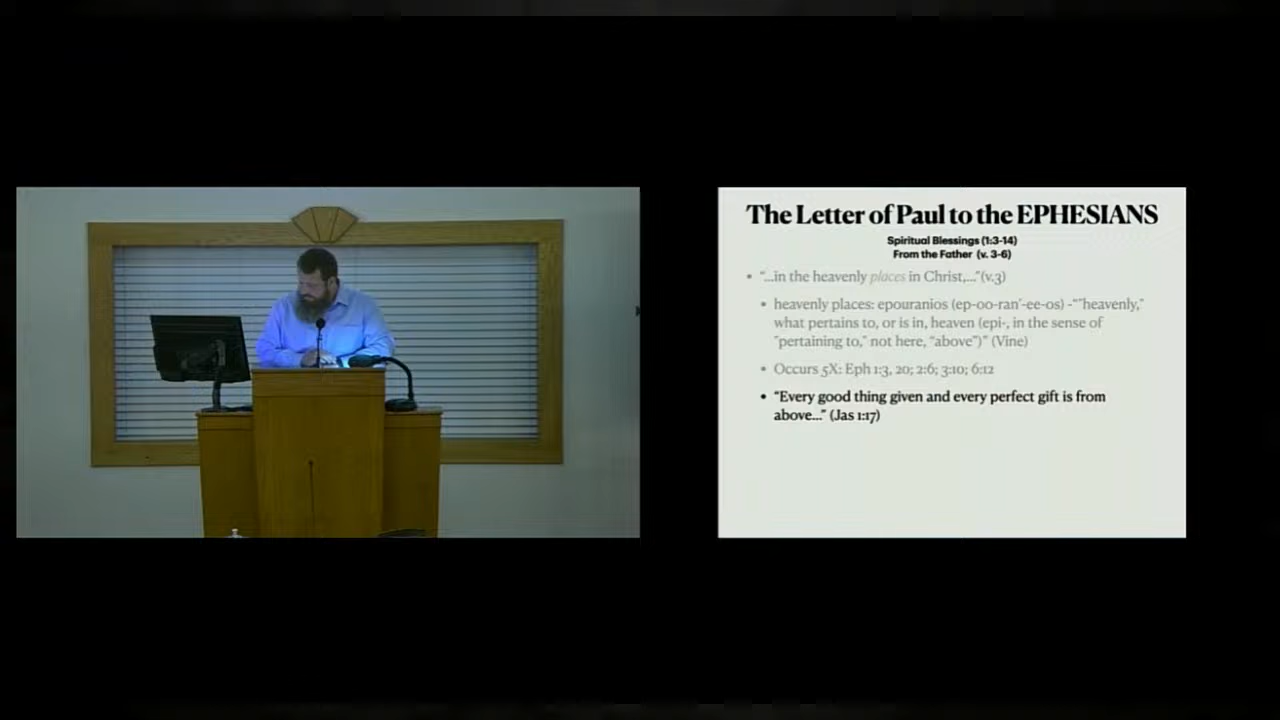 The Letter of Paul to the EPHESIANS
Spiritual Blessings (1:3-14)
From the Father (v. 3-6)
• "...in the heavenly places in Christ,..."(v.3)
• heavenly places: epouranios (ep-oo-ran'-ee-os) -""heavenly,"
what pertains to, or is in, heaven (epi-, in the sense of
"pertaining to," not here, "above")" (Vine)
• Occurs 5X: Eph 1:3, 20; 2:6; 3:10; 6:12
• "Every good thing given and every perfect gift is from
above..." (Jas 1:17)